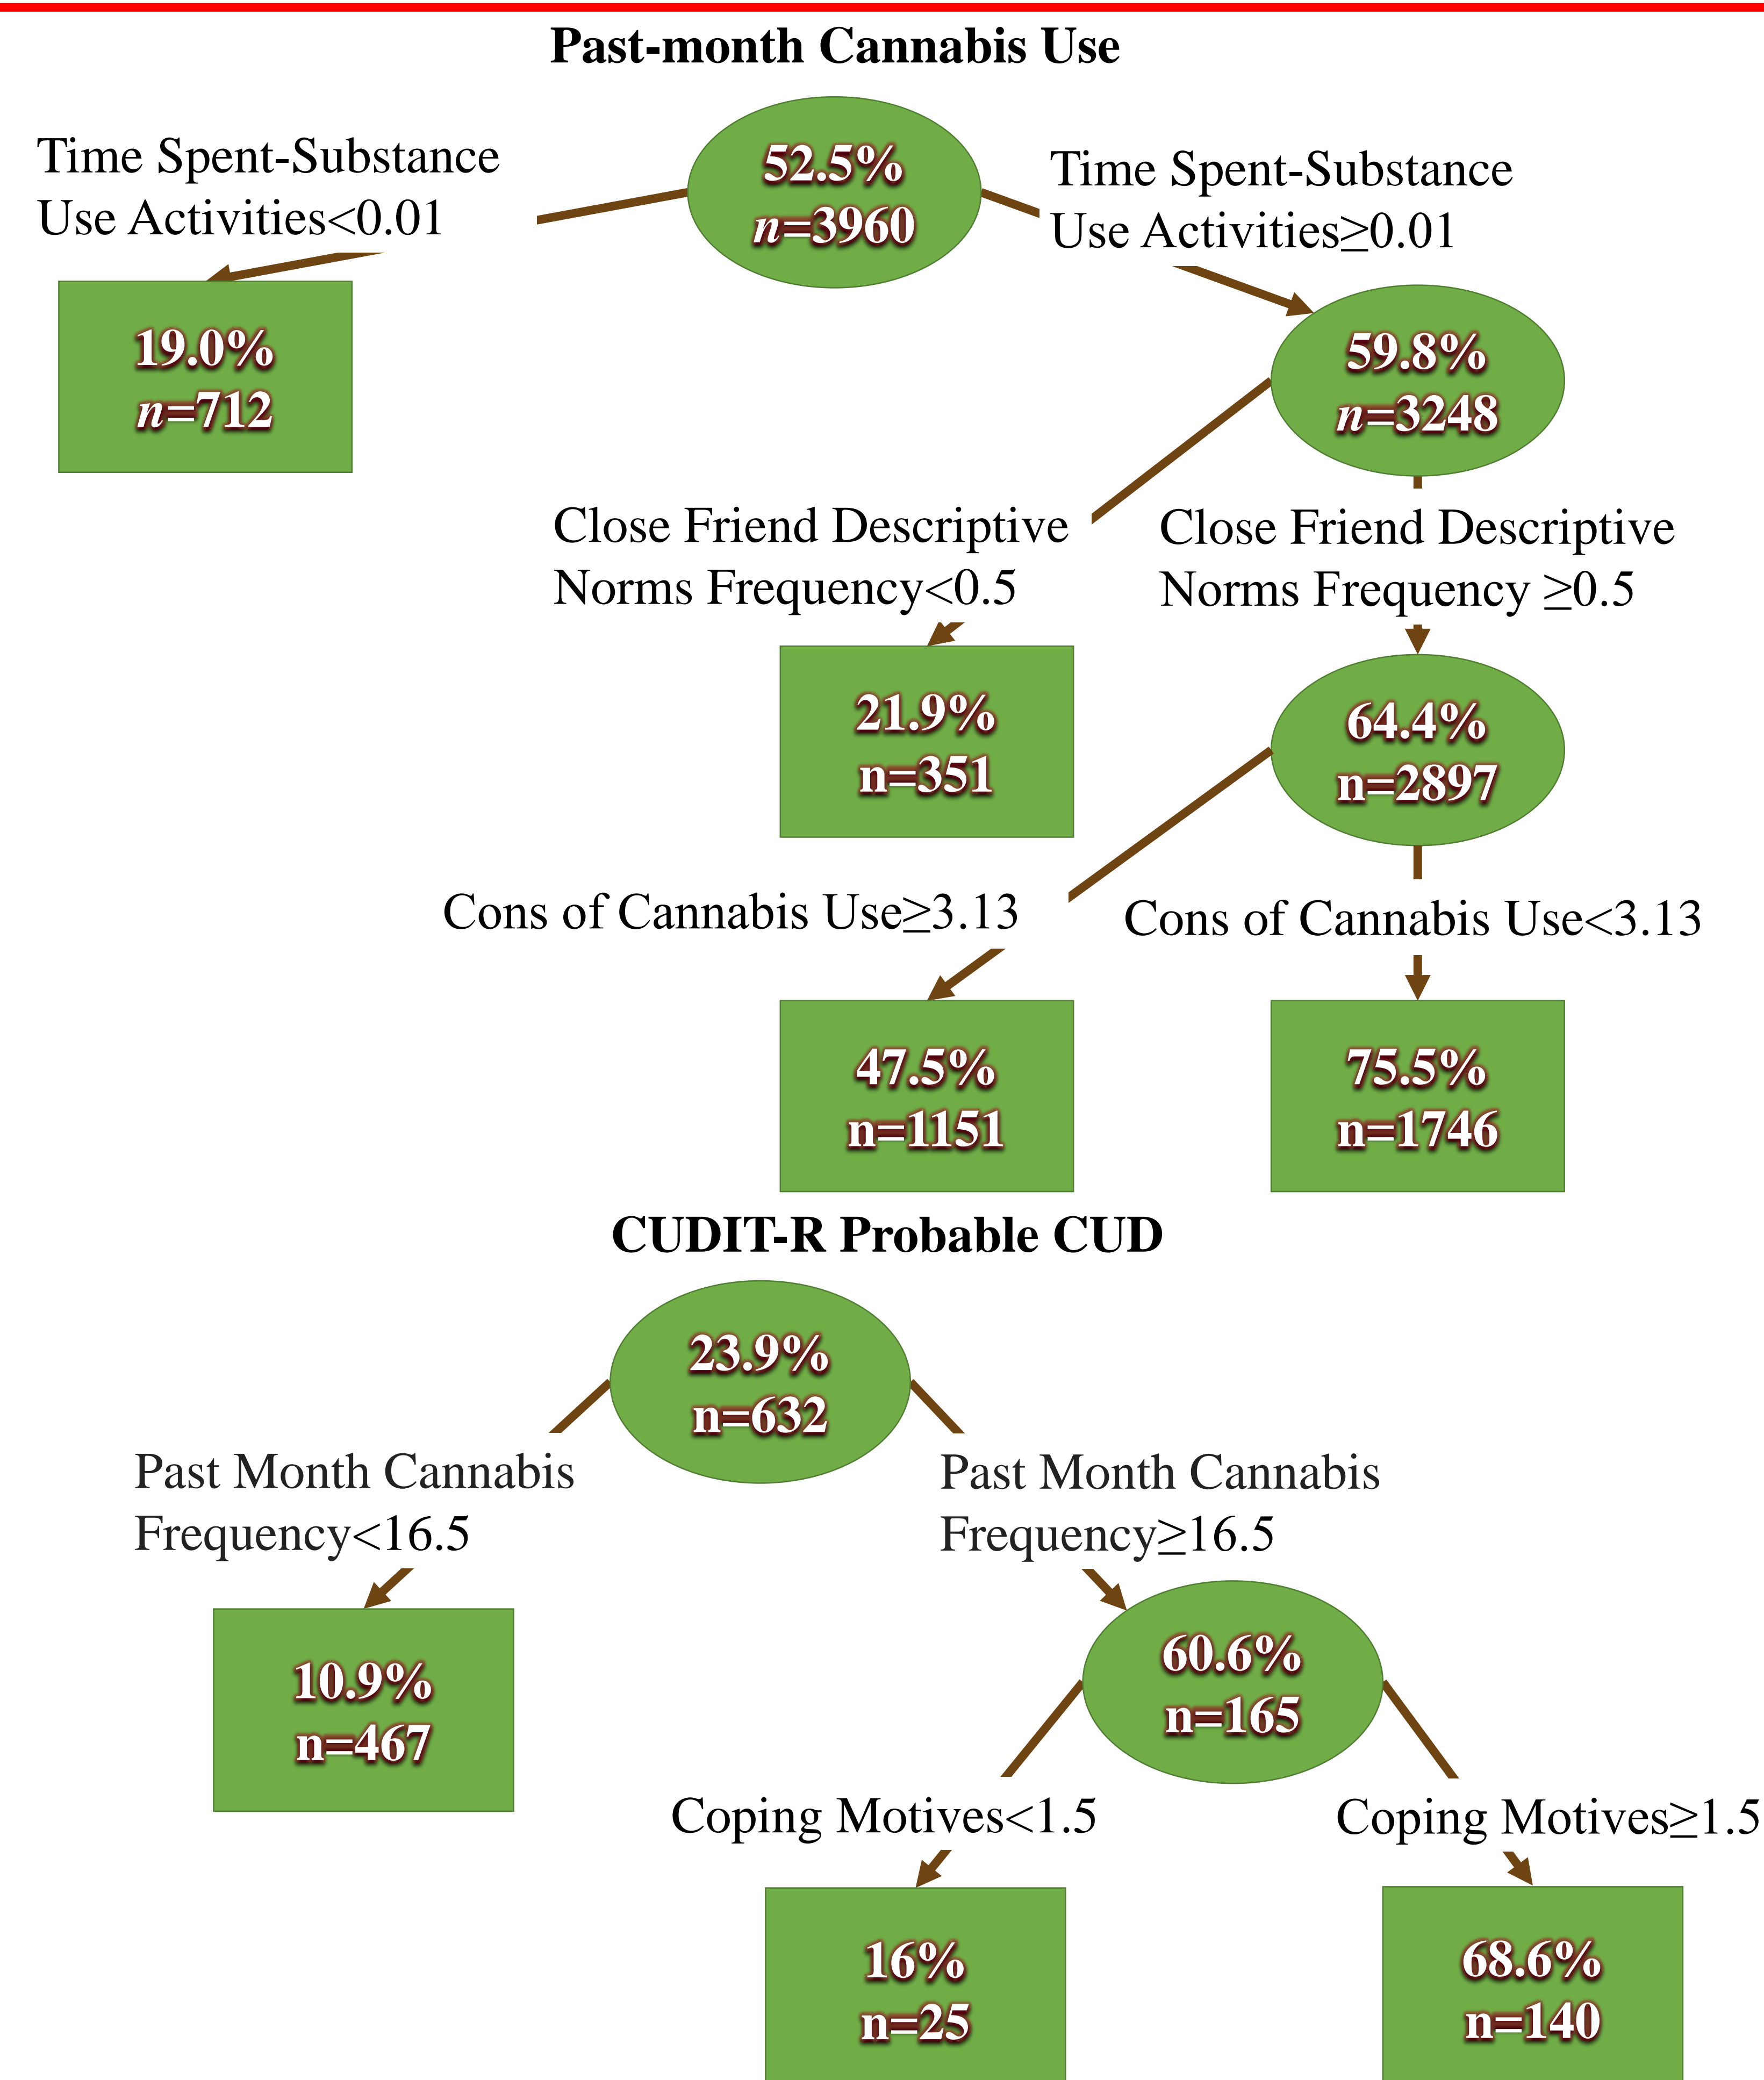 Past-month Cannabis Use
52.5%
n=3960
Time Spent-Substance
Use Activities<0.01
Time Spent-Substance
Use Activities≥0.01
19.0%
n=712
59.8%
n=3248
Close Friend Descriptive
Norms Frequency<0.5
Close Friend Descriptive
Norms Frequency ≥0.5
21.9%
n=351
64.4%
n=2897
Cons of Cannabis Use≥3.13
Cons of Cannabis Use<3.13
47.5%
n=1151
75.5%
n=1746
CUDIT-R Probable CUD
23.9%
n=632
Past Month Cannabis
Frequency<16.5
Past Month Cannabis
Frequency≥16.5
10.9%
n=467
60.6%
n=165
Coping Motives<1.5
Coping Motives≥1.5
16%
n=25
68.6%
n=140